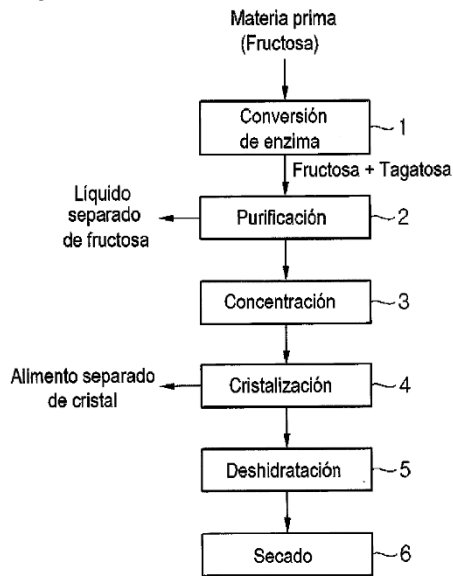 Materia prima
(Fructosa)
Conversión
de enzima
1
Fructosa + Tagatosa
Líquido
separado
de fructosa
Purificación
2
Concentración
3
Alimento separado
de cristal
Cristalización
4
Deshidratación
5
Secado
6